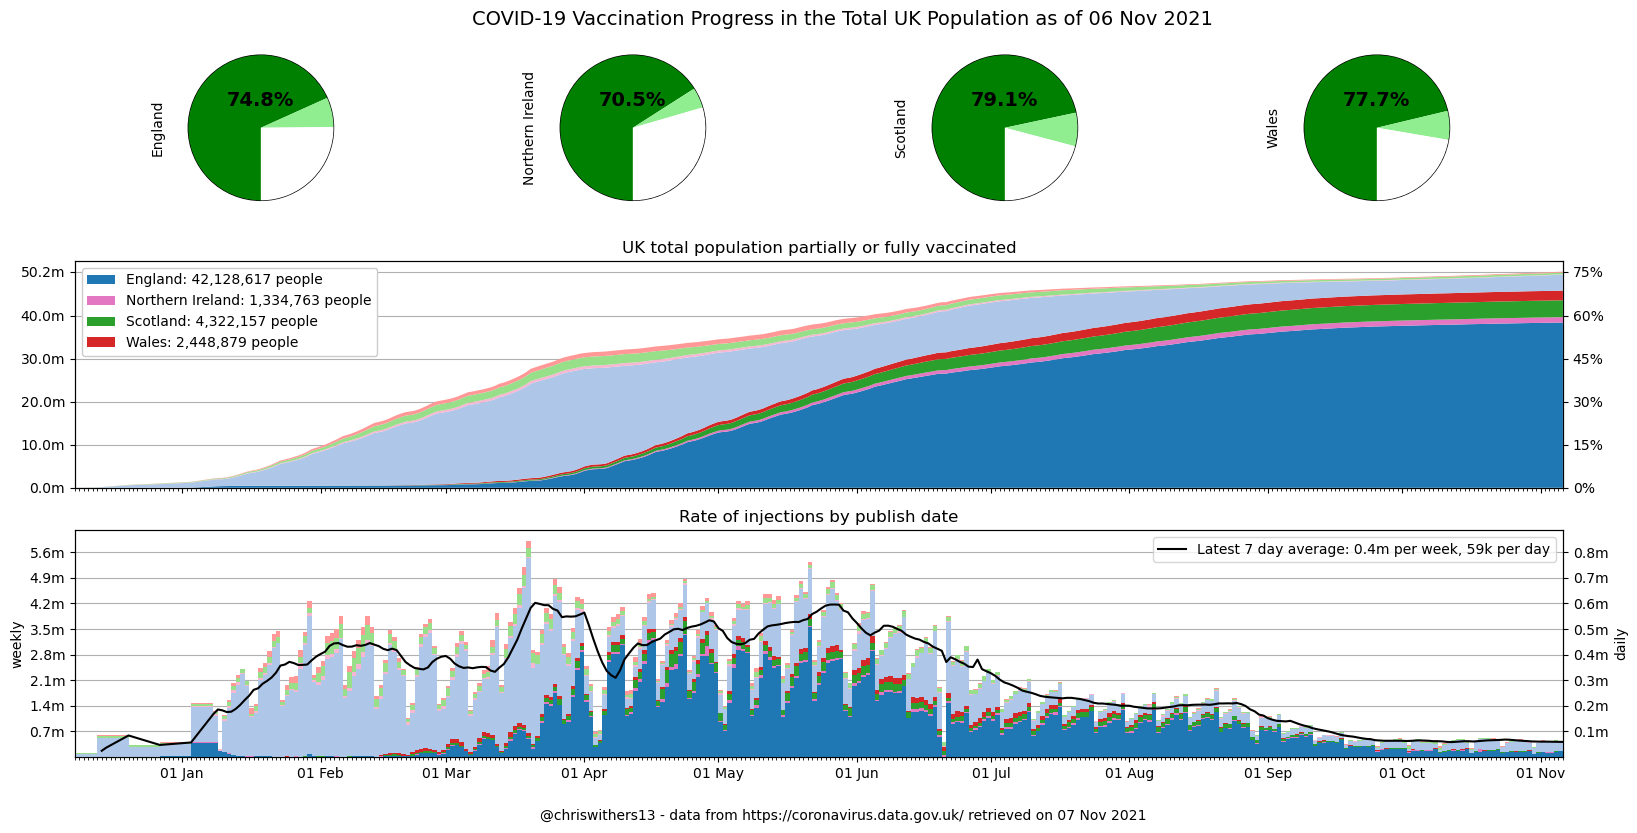 COVID-19 Vaccination Progress in the Total UK Population as of 06 Nov 2021
England
74.8%
Northern Ireland
70.5%
Scotland
79.1%
Wales
77.7%
UK total population partially or fully vaccinated
50.2m
40.0m
30.0m
20.0m
10.0m
0.0m
England: 42,128,617 people
Northern Ireland: 1,334,763 people
Scotland: 4,322,157 people
Wales: 2,448,879 people
75%
60%
45%
30%
15%
0%
Rate of injections by publish date
weekly
5.6m
4.9m
4.2m
3.5m
2.8m
2.1m
1.4m
0.7m
Latest 7 day average: 0.4m per week, 59k per day
0.8m
0.7m
0.6m
0.5m
0.4m
0.3m
0.2m
0.1m
daily
01 Jan 01 Feb 01 Mar 01 Apr 01 May 01 Jun 01 Jul 01 Aug 01 Sep 01 Oct 01 Nov
@chriswithers13 - data from https://coronavirus.data.gov.uk/ retrieved on 07 Nov 2021